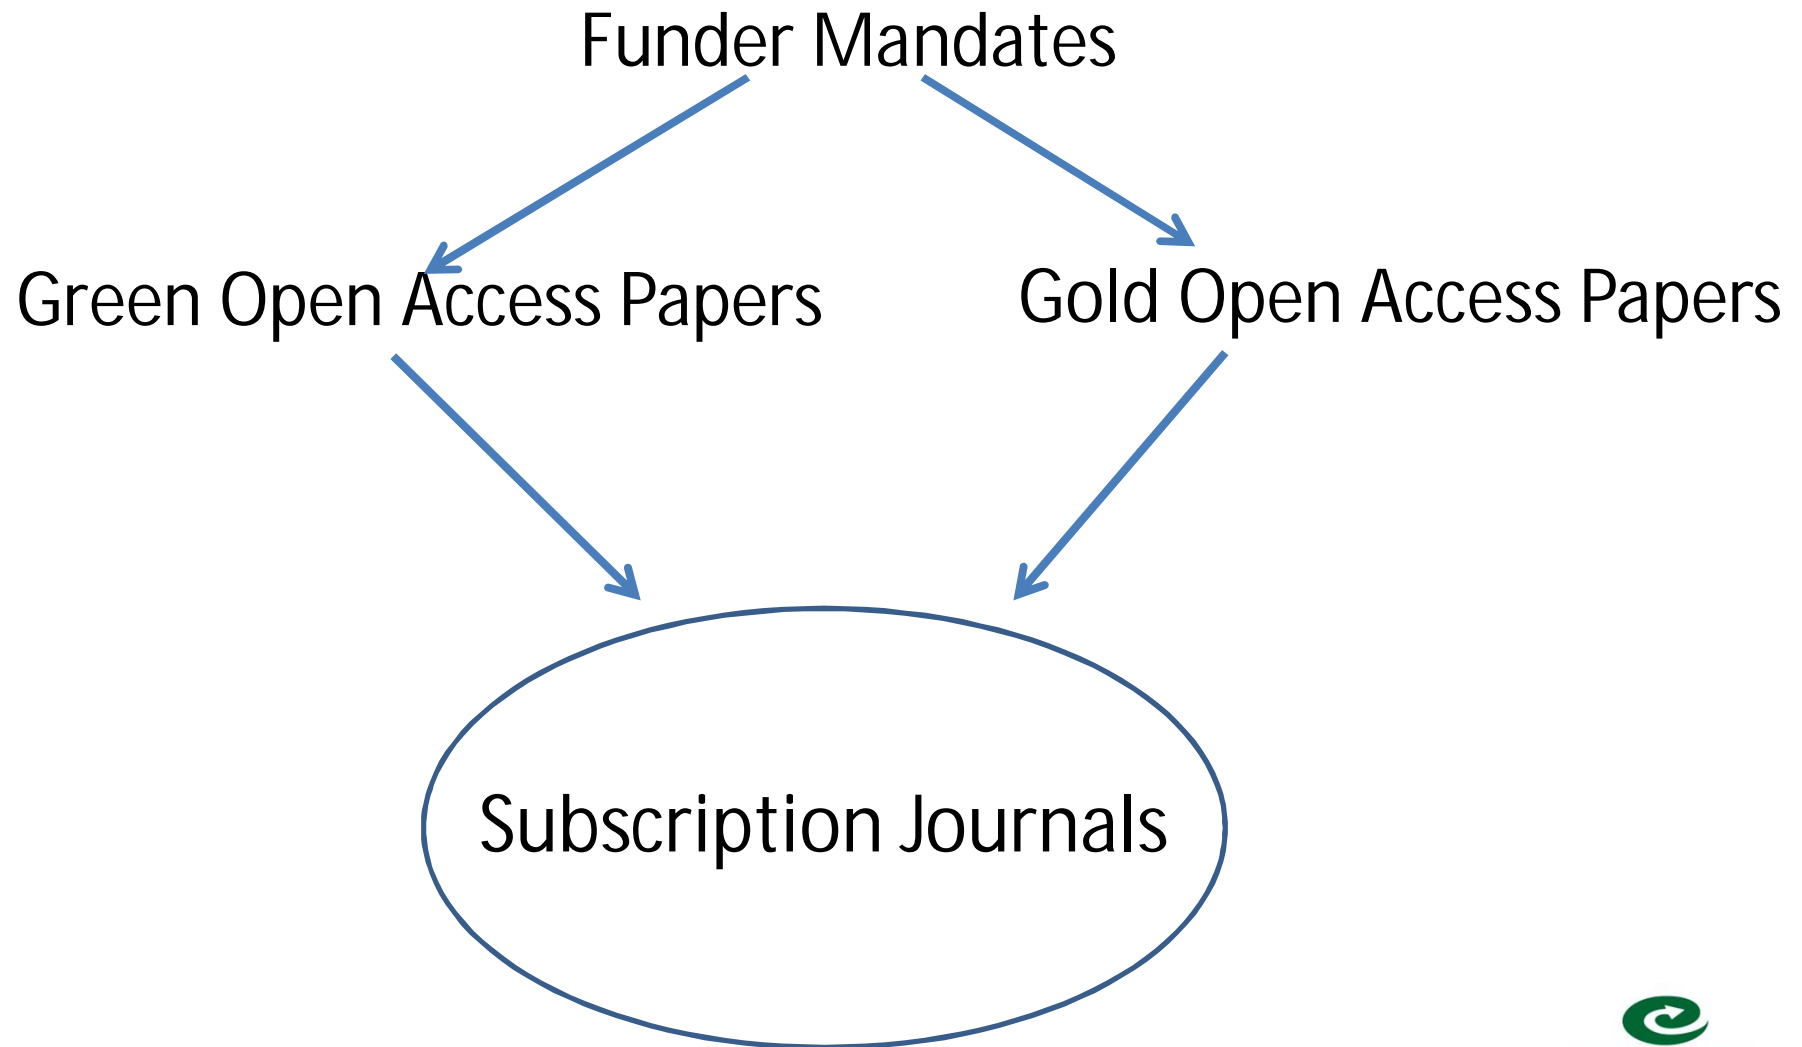 Funder Mandates
Green Open Access Papers
Gold Open Access Papers
Subscription Journals